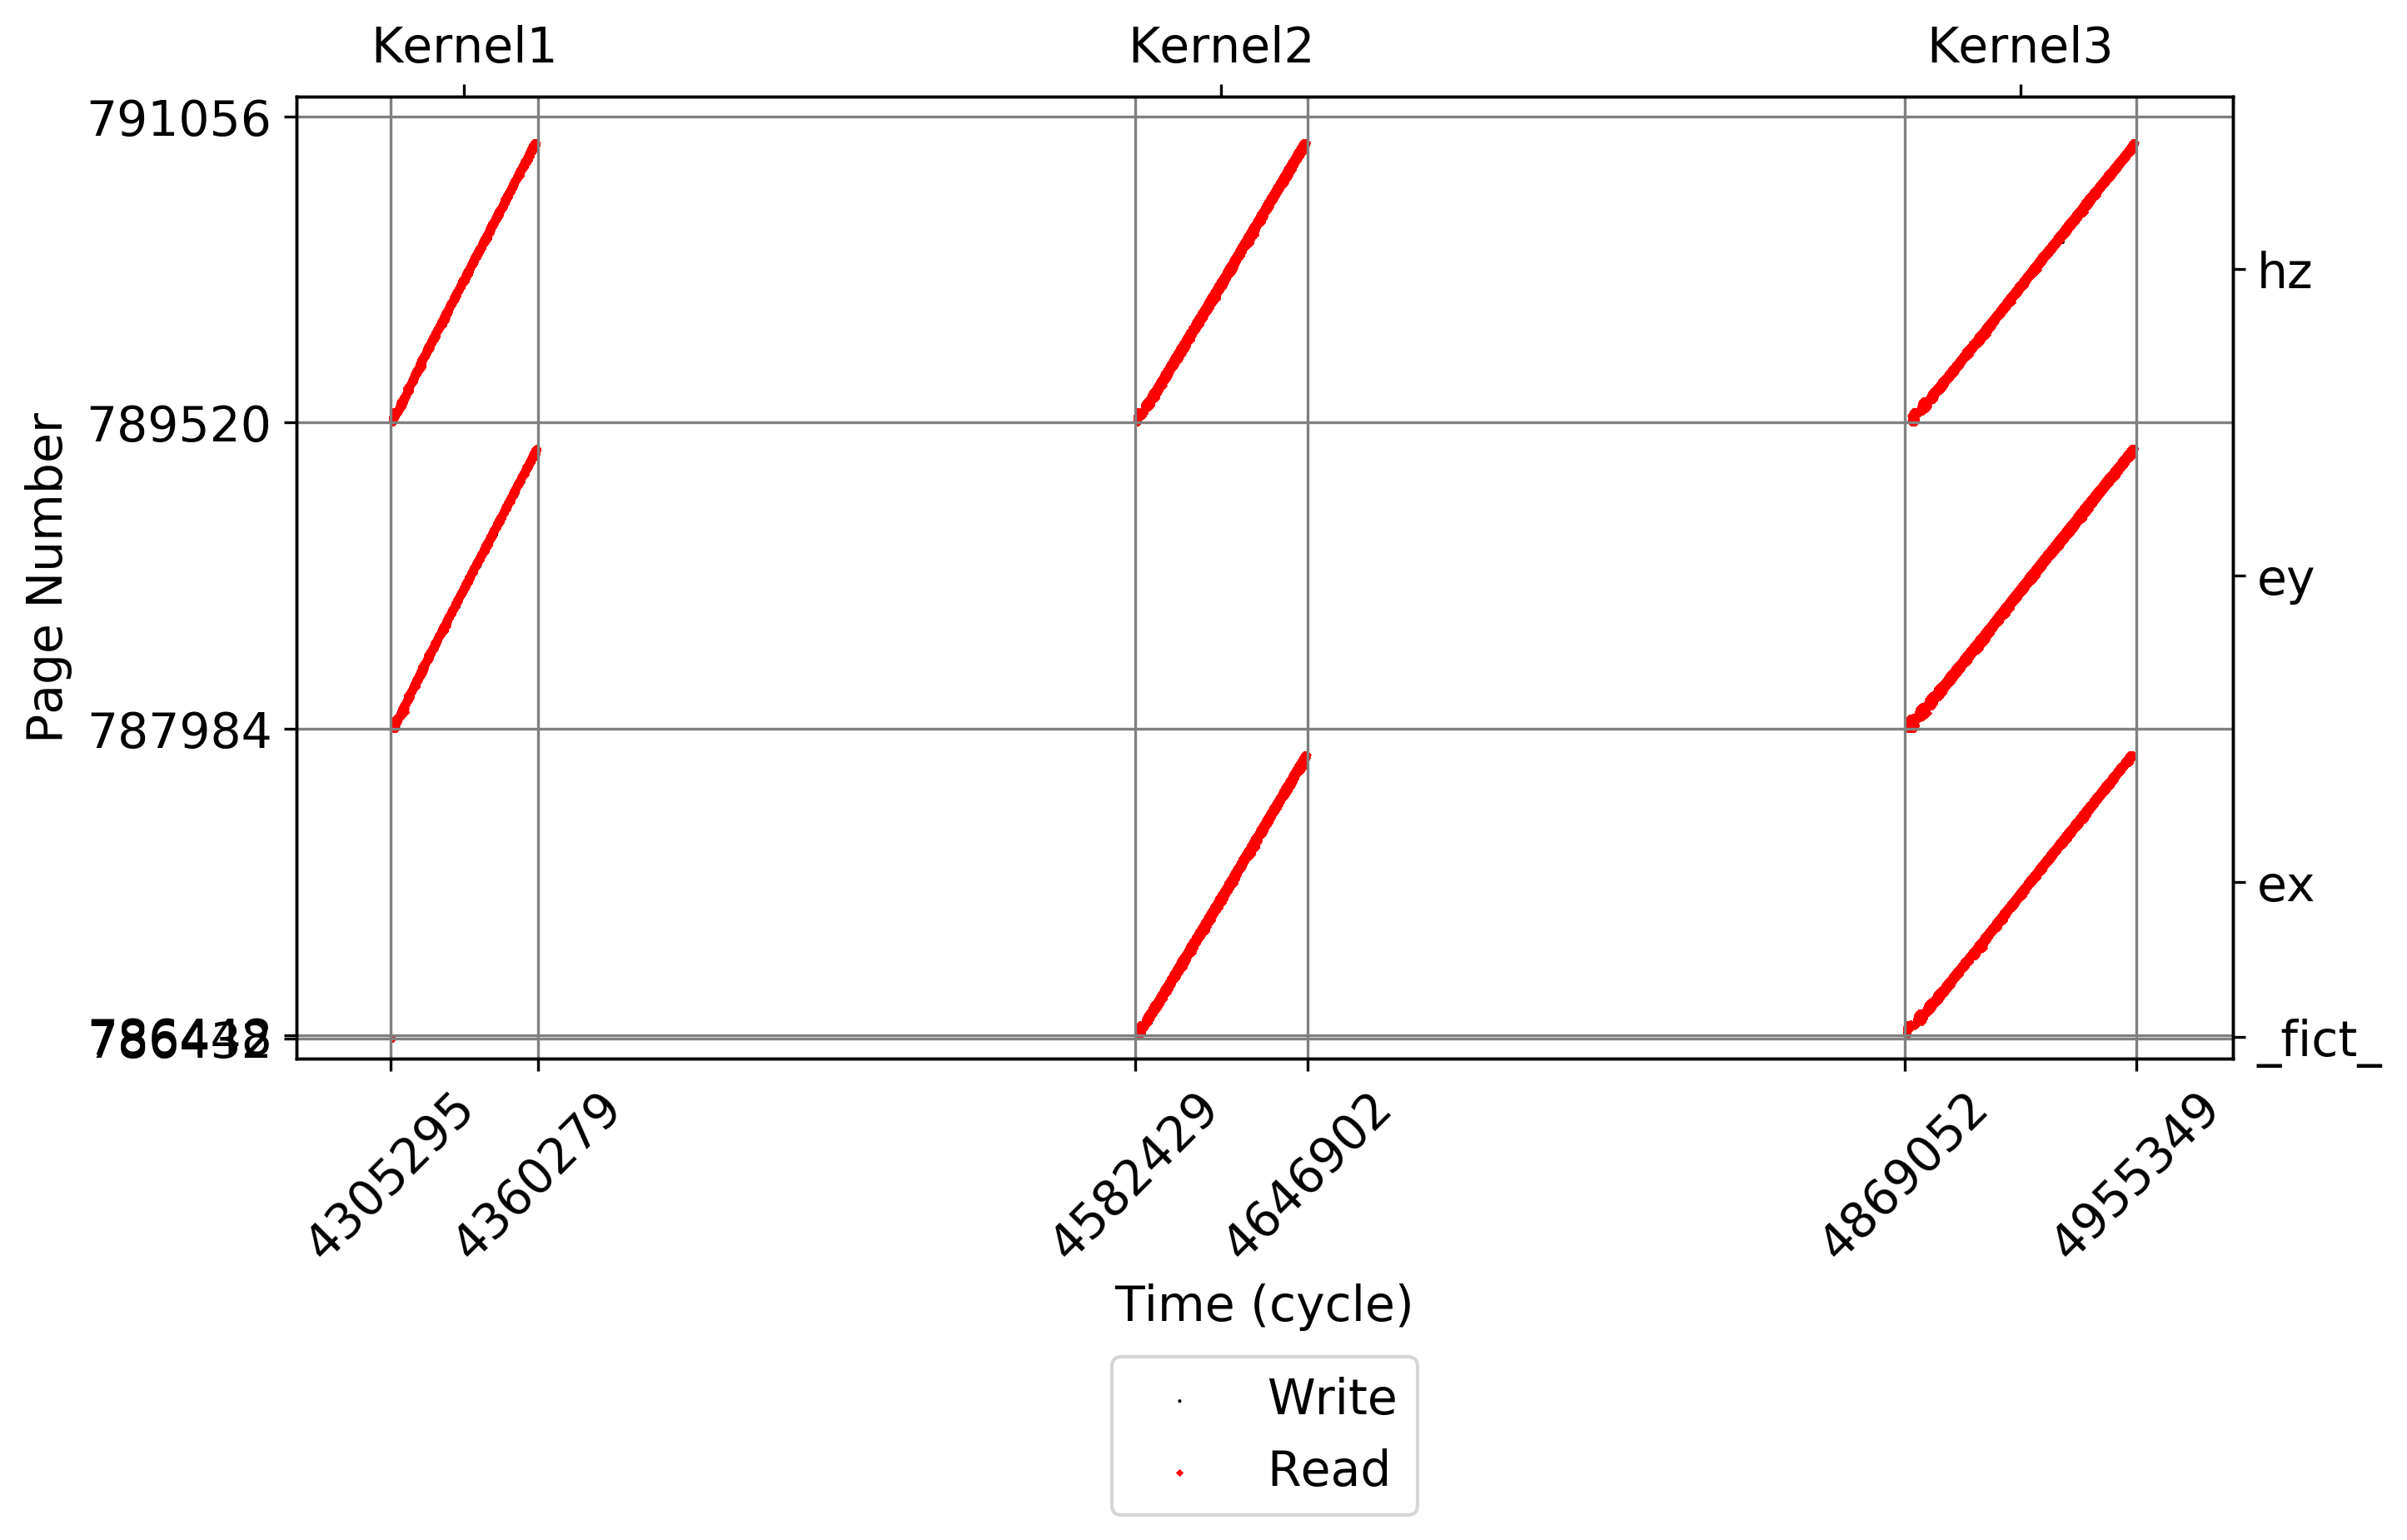 Kernel1 Kernel2 Kernel3
791056
789520
787984
Page Number
hz
ey
ex
_fict_
4305295 4360279 4582429 4646902 4869052 4955349
Time (cycle)
Write
Read